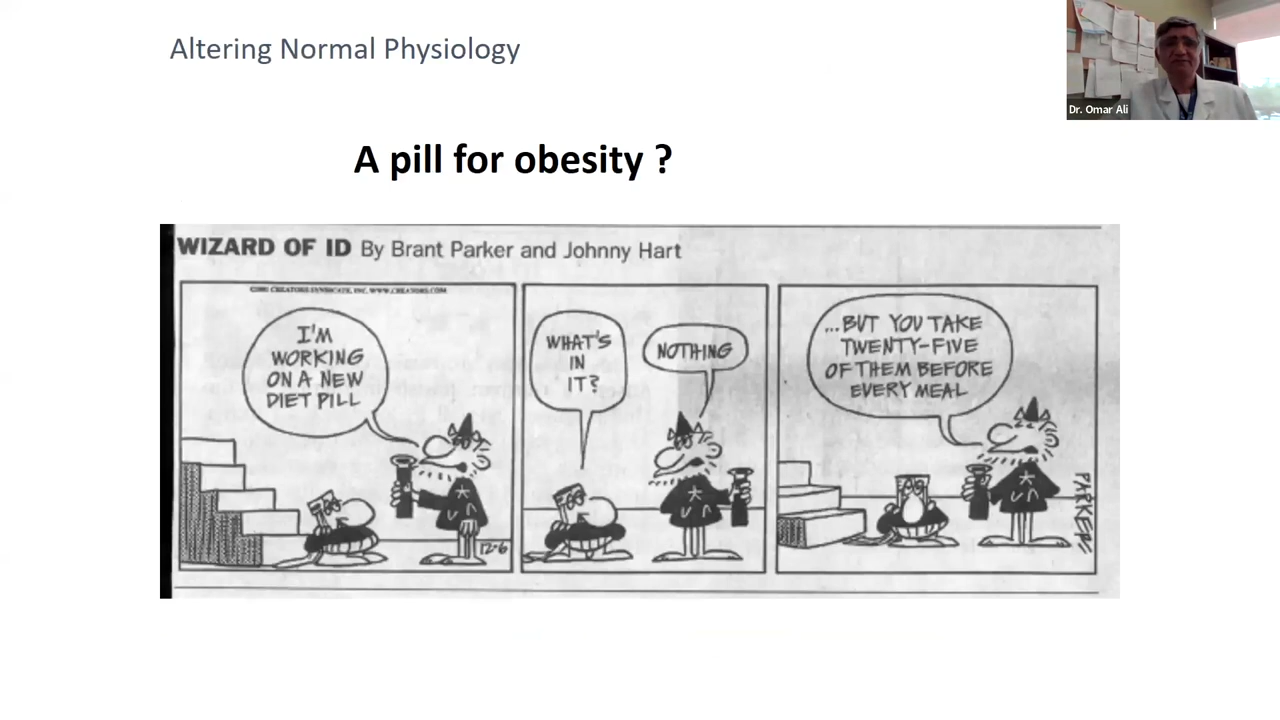 Altering Normal Physiology
Dr. Omar Ali
A pill for obesity ?
WIZARD OF ID By Brant Parker and Johnny Hart
I'M
WORKING
ON A NEW
DIET PILL
12-6
WHAT'S
IN
IT?
NOTHING
...BUT YOU TAKE
TWENTY-FIVE
OF THEM BEFORE
EVERY MEAL
PARKER